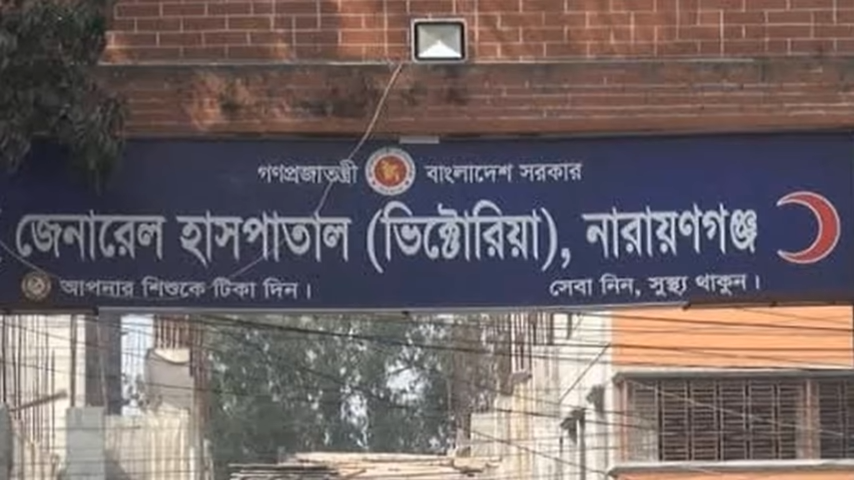 গণপ্রজাতন্ত্রী বাংলাদেশ সরকার
জেনারেল হাসপাতাল (ভিক্টোরিয়া), নারায়ণগঞ্জ
আপনার শিশুকে টিকা দিন। সেবা নিন, সুস্থ্য থাকুন।